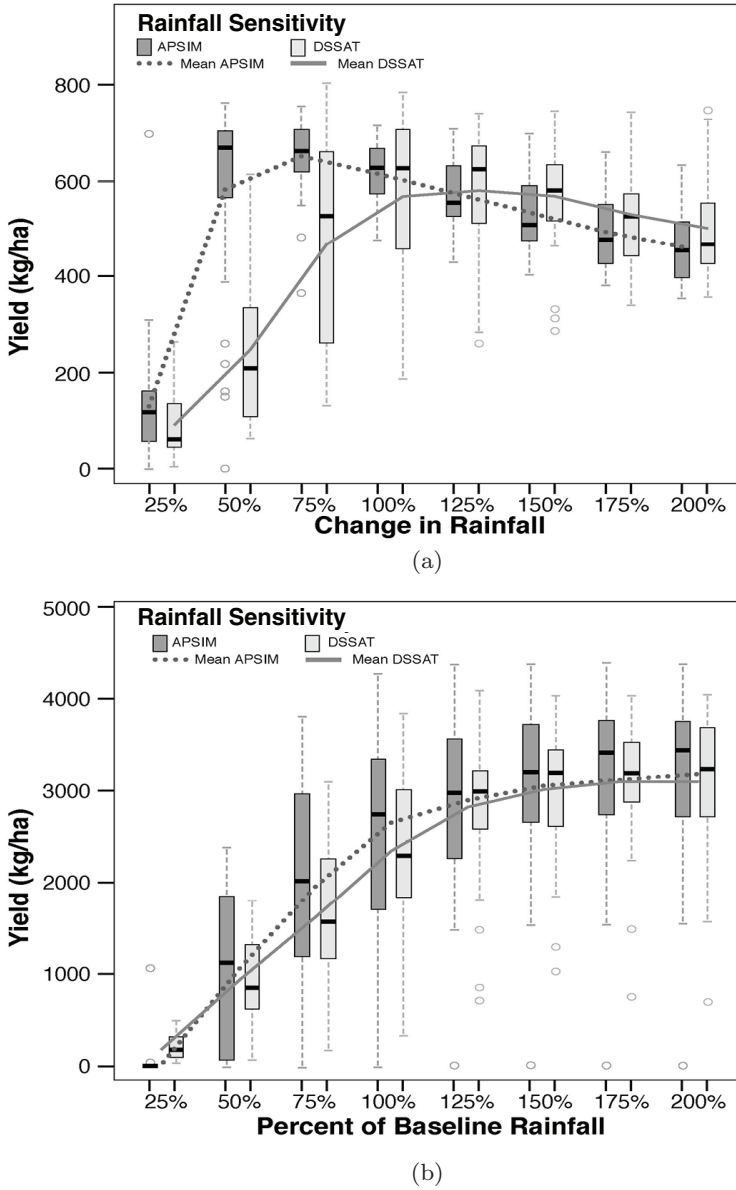 Rainfall Sensitivity
APSIM DSSAT
Mean APSIM Mean DSSAT
Yield (kg/ha)
800
600
400
200
0
25% 50% 75% 100% 125% 150% 175% 200%
Change in Rainfall
(a)
Rainfall Sensitivity
APSIM DSSAT
Mean APSIM Mean DSSAT
Yield (kg/ha)
5000
4000
3000
2000
1000
0
25% 50% 75% 100% 125% 150% 175% 200%
Percent of Baseline Rainfall
(b)